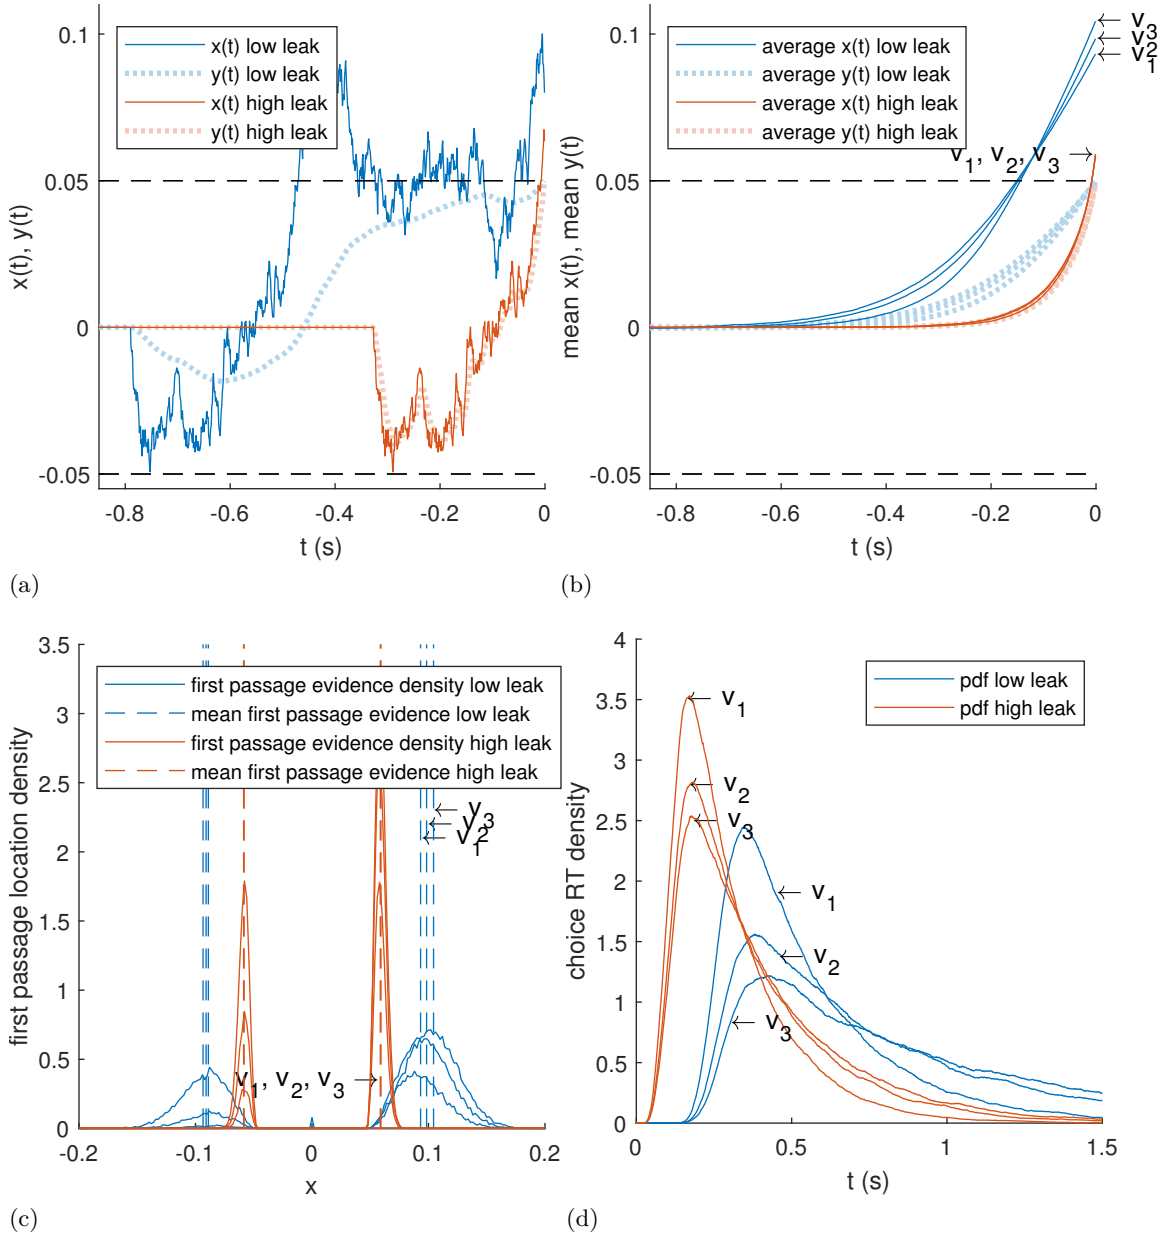 0.1
0.05
0
-0.05
x(t), y(t)
x(t) low leak
y(t) low leak
x(t) high leak
y(t) high leak
-0.8
-0.6
-0.4
-0.2
0
t (s)
(a)
0.1
0.05
0
-0.05
mean x(t), mean y(t)
average x(t) low leak
average y(t) low leak
average x(t) high leak
average y(t) high leak
← v3
← v2
← v1
v1, v2, v3 →
-0.8
-0.6
-0.4
-0.2
0
t (s)
(b)
3.5
3
2.5
2
1.5
1
0.5
0
first passage location density
first passage evidence density low leak
mean first passage evidence low leak
first passage evidence density high leak
mean first passage evidence high leak
← v3
← v2
← v1
v1, v2, v3 →
-0.2
-0.1
0
0.1
0.2
x
(c)
4
3.5
3
2.5
2
1.5
1
0.5
0
choice RT density
pdf low leak
pdf high leak
← v1
← v2
← v3
← v1
← v2
← v3
0
0.5
1
1.5
t (s)
(d)